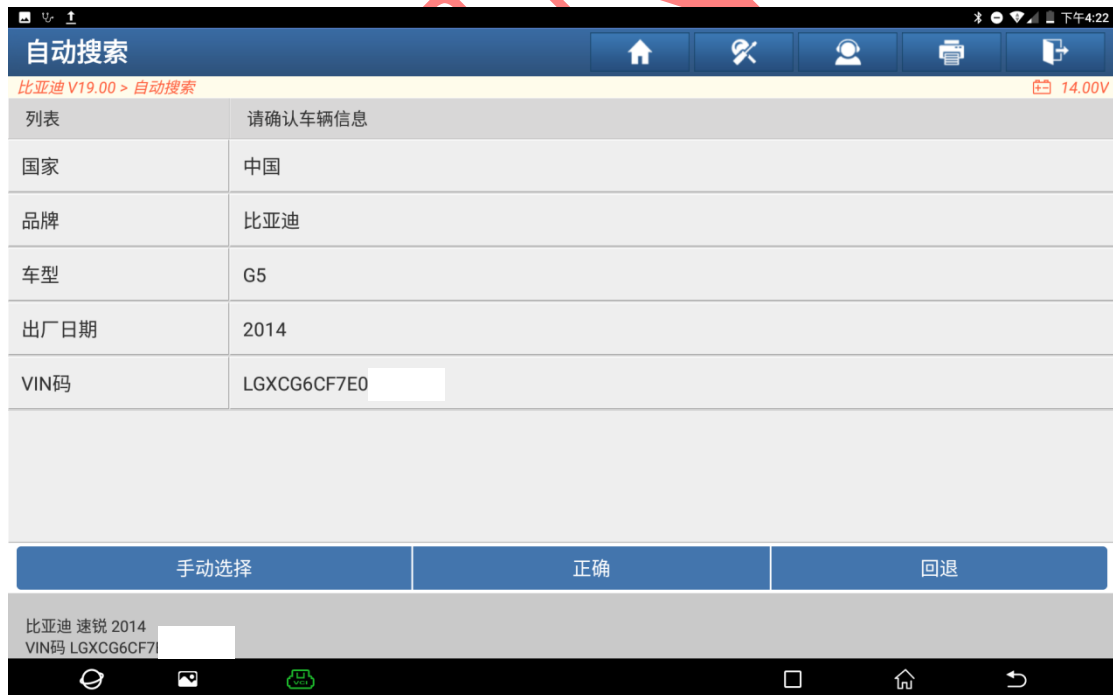 下午4:22
自动搜索
比亚迪 V19.00 > 自动搜索
14.00V
列表 请确认车辆信息
国家 中国
品牌 比亚迪
车型 G5
出厂日期 2014
VIN码 LGXCG6CF7E0
手动选择 正确 回退
比亚迪 速锐 2014
VIN码 LGXCG6CF7
VCI